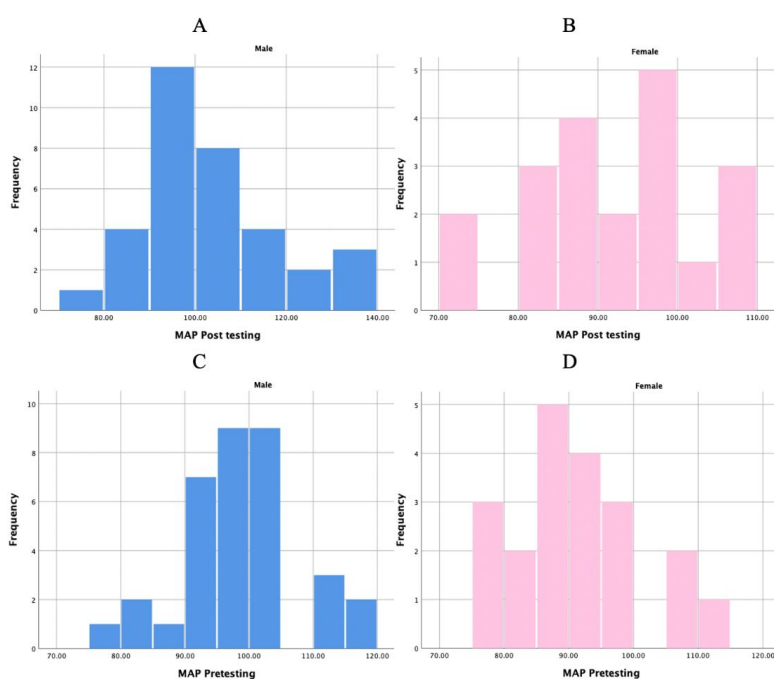 A
Male
Frequency
12
10
8
6
4
2
0
80.00 100.00 120.00 140.00
MAP Post testing
B
Female
Frequency
5
4
3
2
1
0
70.00 80.00 90.00 100.00 110.00
MAP Post testing
C
Male
Frequency
10
8
6
4
2
0
70.00 80.00 90.00 100.00 110.00 120.00
MAP Pretesting
D
Female
Frequency
5
4
3
2
1
0
70.00 80.00 90.00 100.00 110.00 120.00
MAP Pretesting